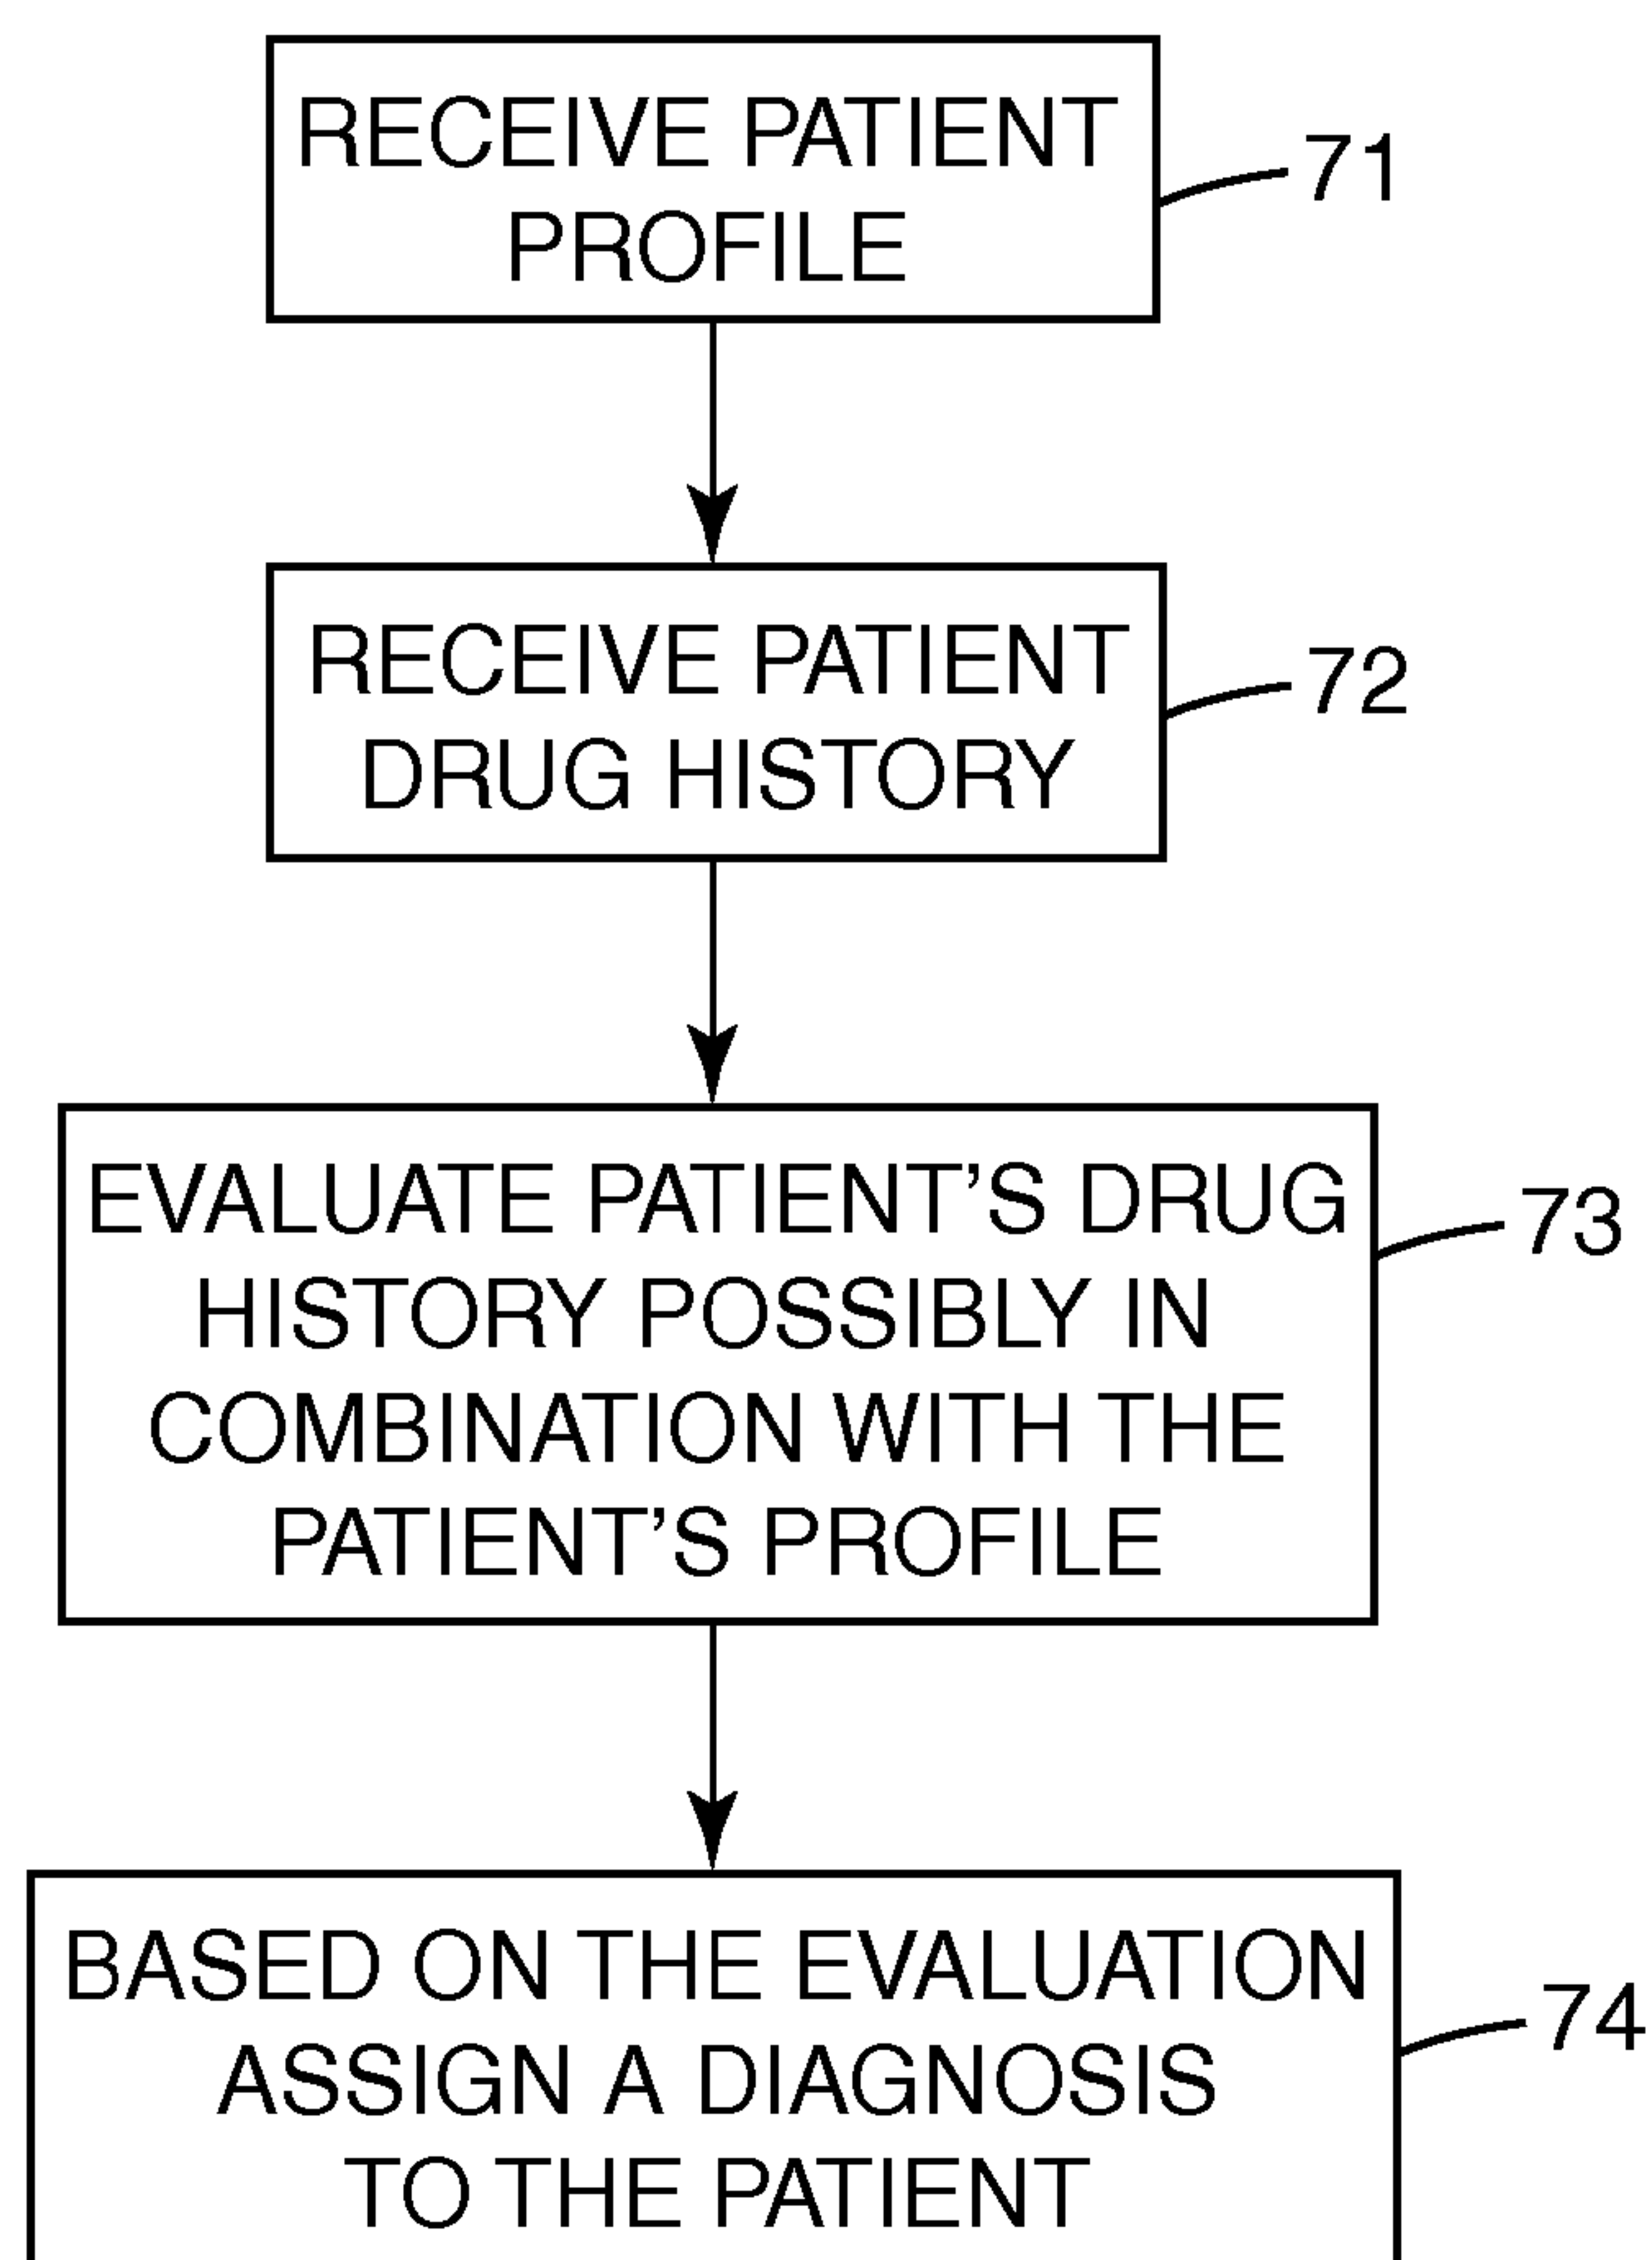 RECEIVE PATIENT
PROFILE
71
RECEIVE PATIENT
DRUG HISTORY
72
EVALUATE PATIENT'S DRUG
HISTORY POSSIBLY IN
COMBINATION WITH THE
PATIENT'S PROFILE
73
BASED ON THE EVALUATION
ASSIGN A DIAGNOSIS
TO THE PATIENT
74